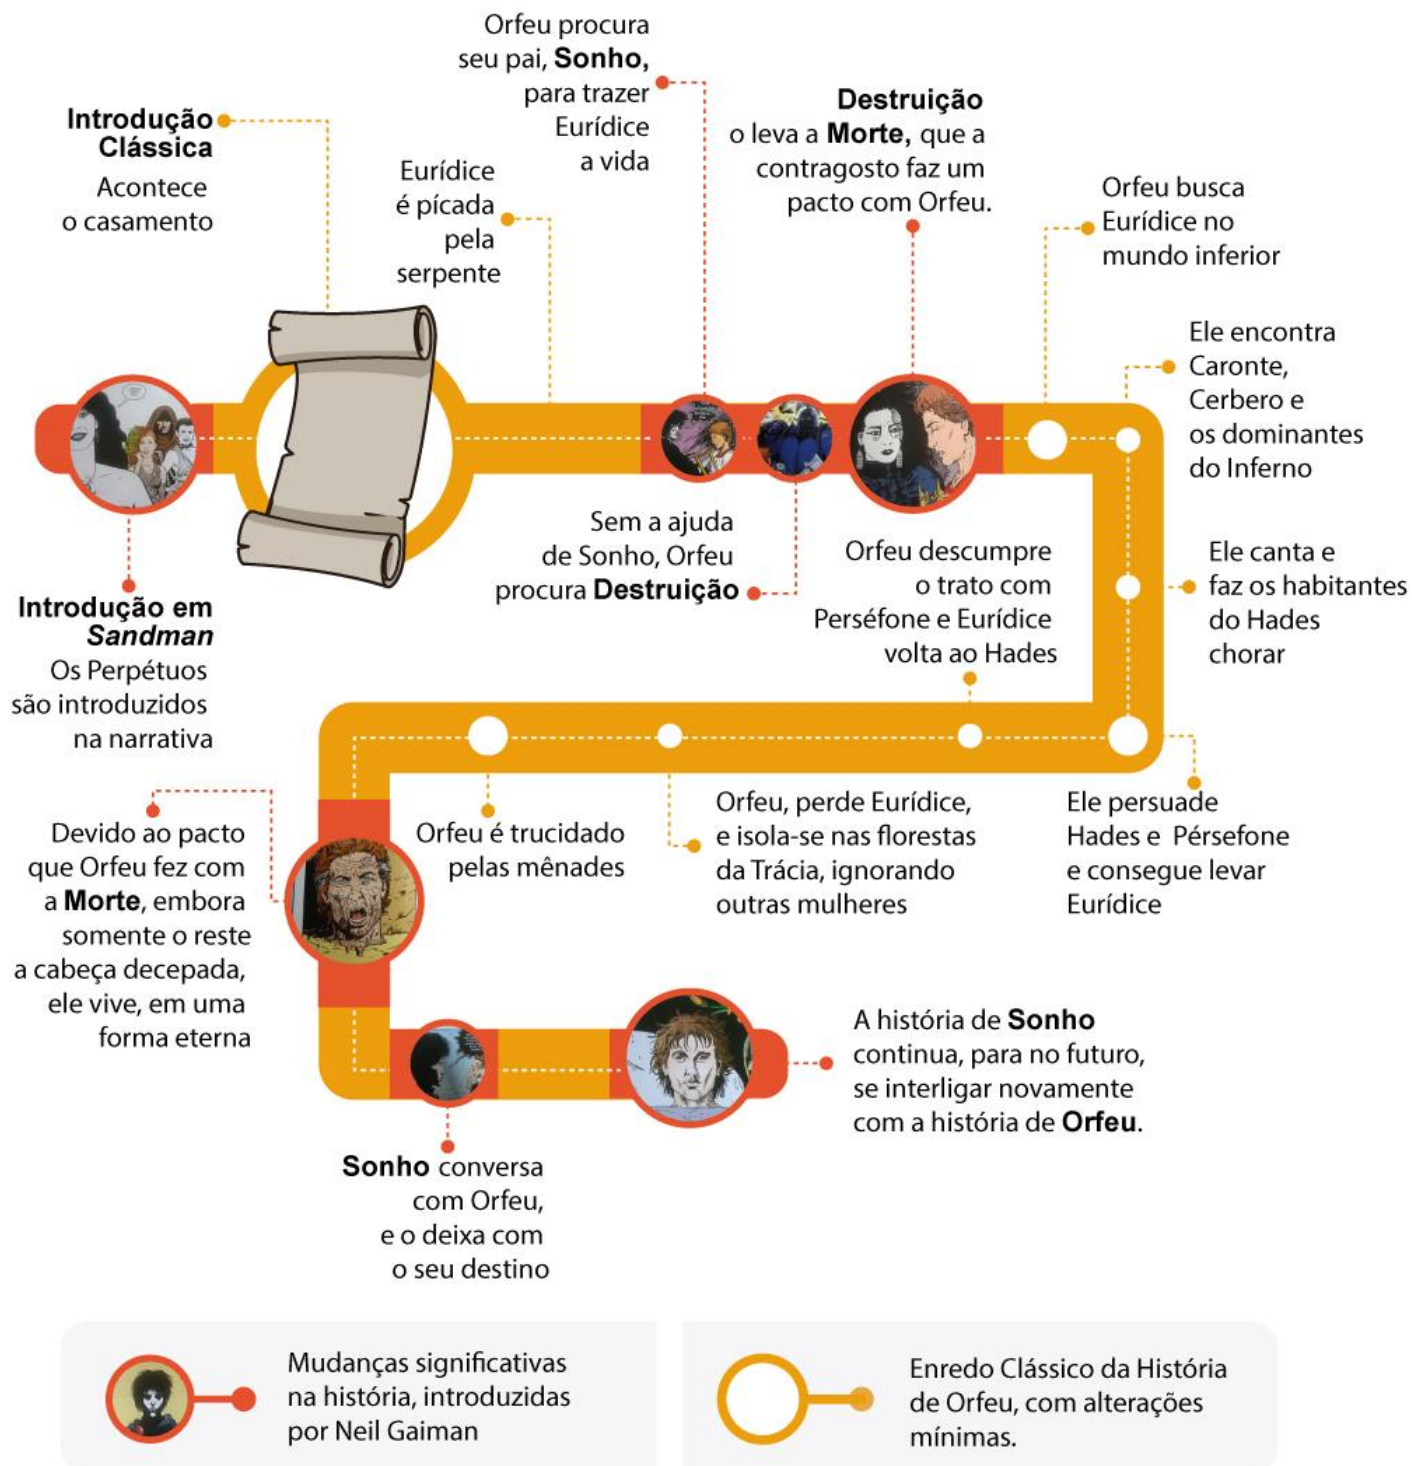 Orfeu procura
seu pai, Sonho,
para trazer
Eurídice
a vida
Introdução
Clássica
Acontece
o casamento
Eurídice
é pícada
pela
serpente
Destruição
o leva a Morte, que a
contragosto faz um
pacto com Orfeu.
Orfeu busca
Eurídice no
mundo inferior
Ele encontra
Caronte,
Cerbero e
os dominantes
do Inferno
Introdução em
Sandman
Os Perpétuos
são introduzidos
na narrativa
Sem a ajuda
de Sonho, Orfeu
procura Destruição
Orfeu descumpre
o trato com
Perséfone e Eurídice
volta ao Hades
Ele canta e
faz os habitantes
do Hades
chorar
Devido ao pacto
que Orfeu fez com
a Morte, embora
somente o reste
a cabeça decepada,
ele vive, em uma
forma eterna
Orfeu é trucidado
pelas mênades
Orfeu, perde Eurídice,
e isola-se nas florestas
da Trácia, ignorando
outras mulheres
Ele persuade
Hades e Pérsefone
e consegue levar
Eurídice
A história de Sonho
continua, para no futuro,
se interligar novamente
com a história de Orfeu.
Sonho conversa
com Orfeu,
e o deixa com
o seu destino
Mudanças significativas
na história, introduzidas
por Neil Gaiman
Enredo Clássico da História
de Orfeu, com alterações
mínimas.